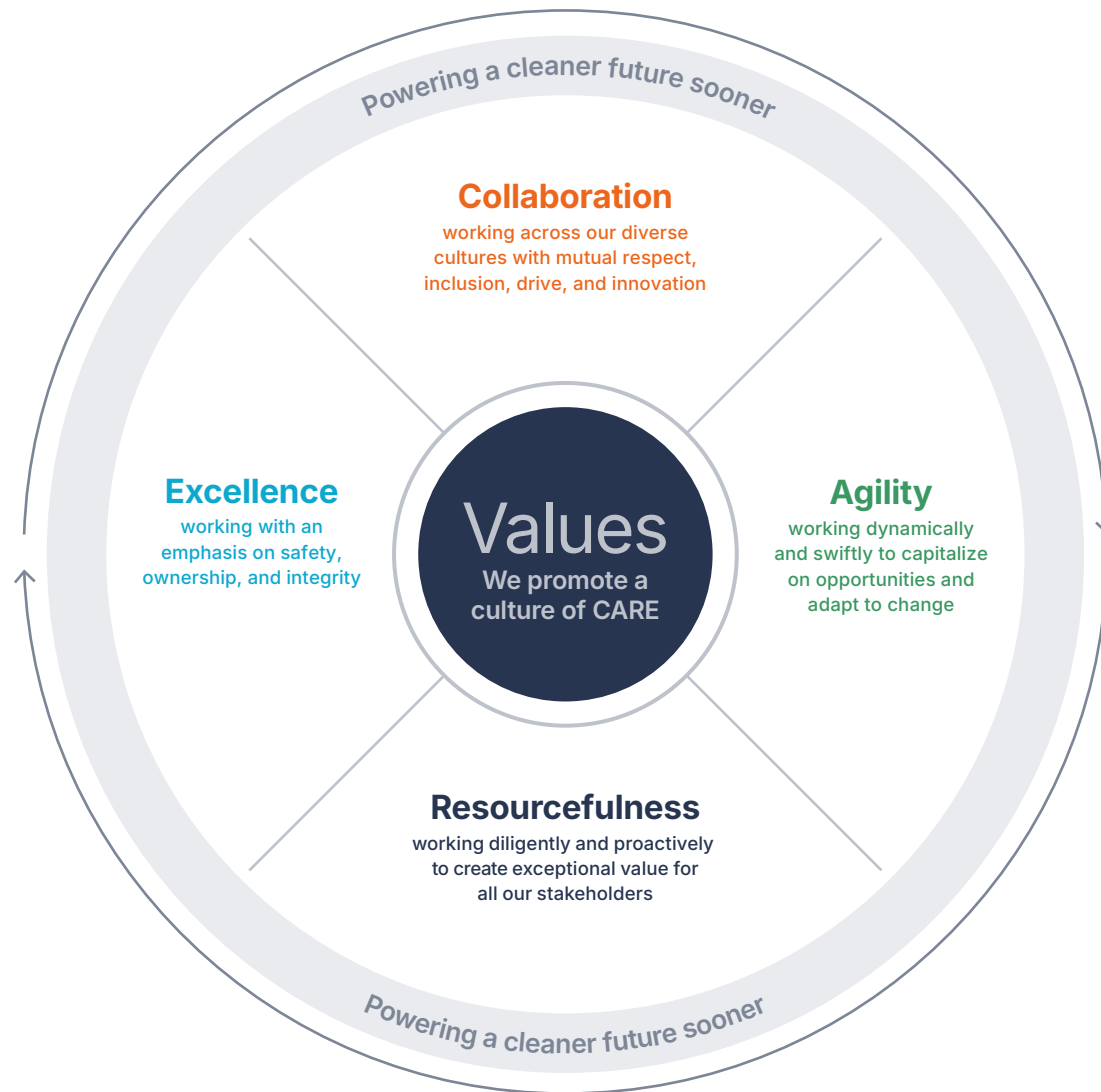 Powering a cleaner future sooner
Collaboration
working across our diverse
cultures with mutual respect,
inclusion, drive, and innovation
Excellence
working with an
emphasis on safety,
ownership, and integrity
Values
We promote a
culture of CARE
Agility
working dynamically
and swiftly to capitalize
on opportunities and
adapt to change
Resourcefulness
working diligently and proactively
to create exceptional value for
all our stakeholders
Powering a cleaner future sooner